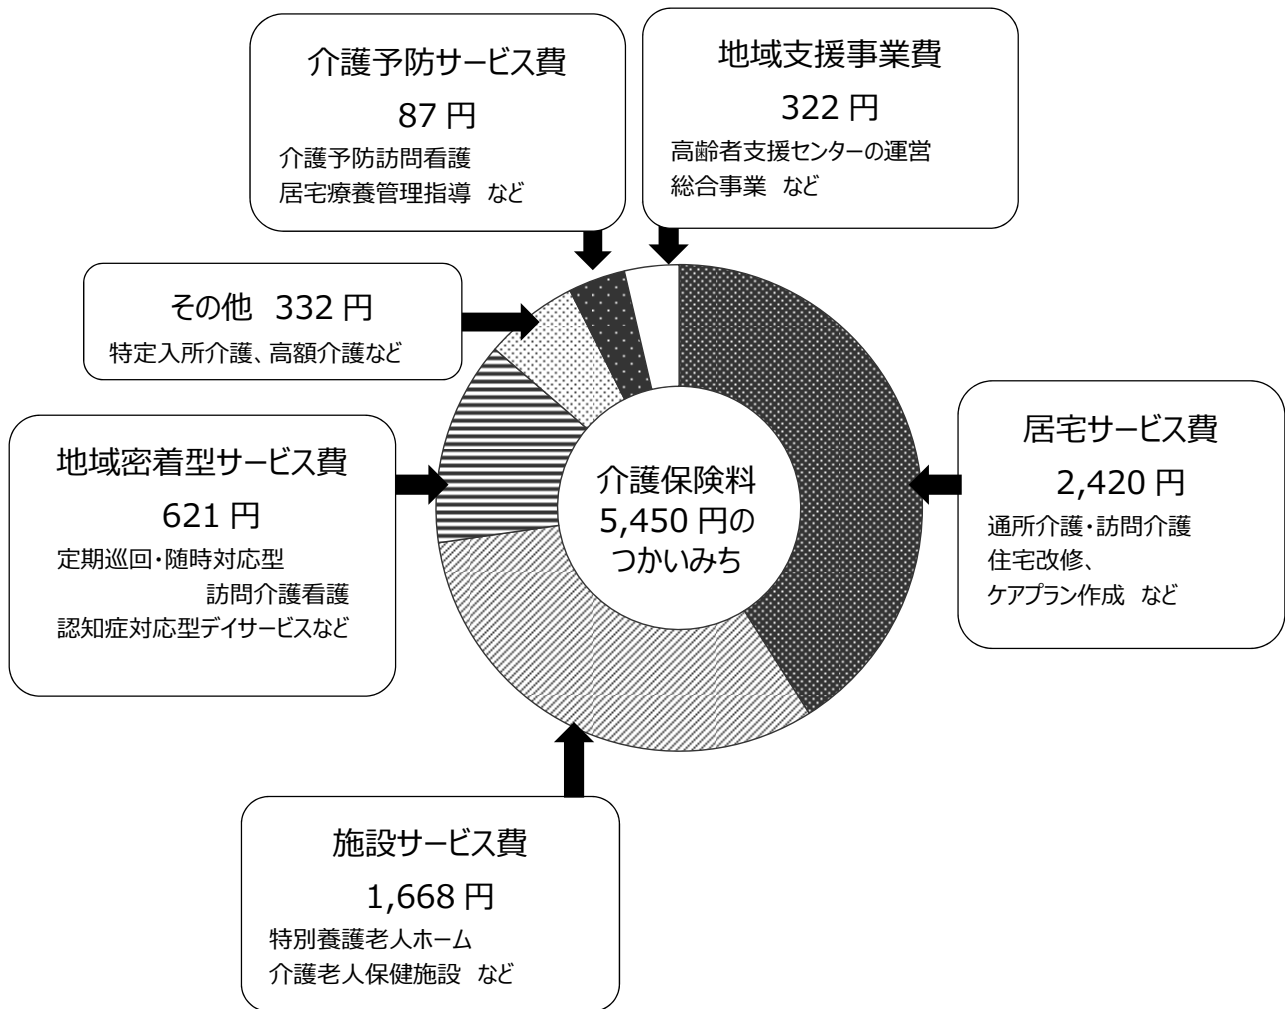 介護予防サービス費
87 円
介護予防訪問看護
居宅療養管理指導 など
地域支援事業費
322 円
高齢者支援センターの運営
総合事業 など
その他 332 円
特定入所介護、高額介護など
地域密着型サービス費
621 円
定期巡回・随時対応型
訪問介護看護
認知症対応型デイサービスなど
介護保険料
5,450 円の
つかいみち
居宅サービス費
2,420 円
通所介護・訪問介護
住宅改修、
ケアプラン作成 など
施設サービス費
1,668 円
特別養護老人ホーム
介護老人保健施設 など